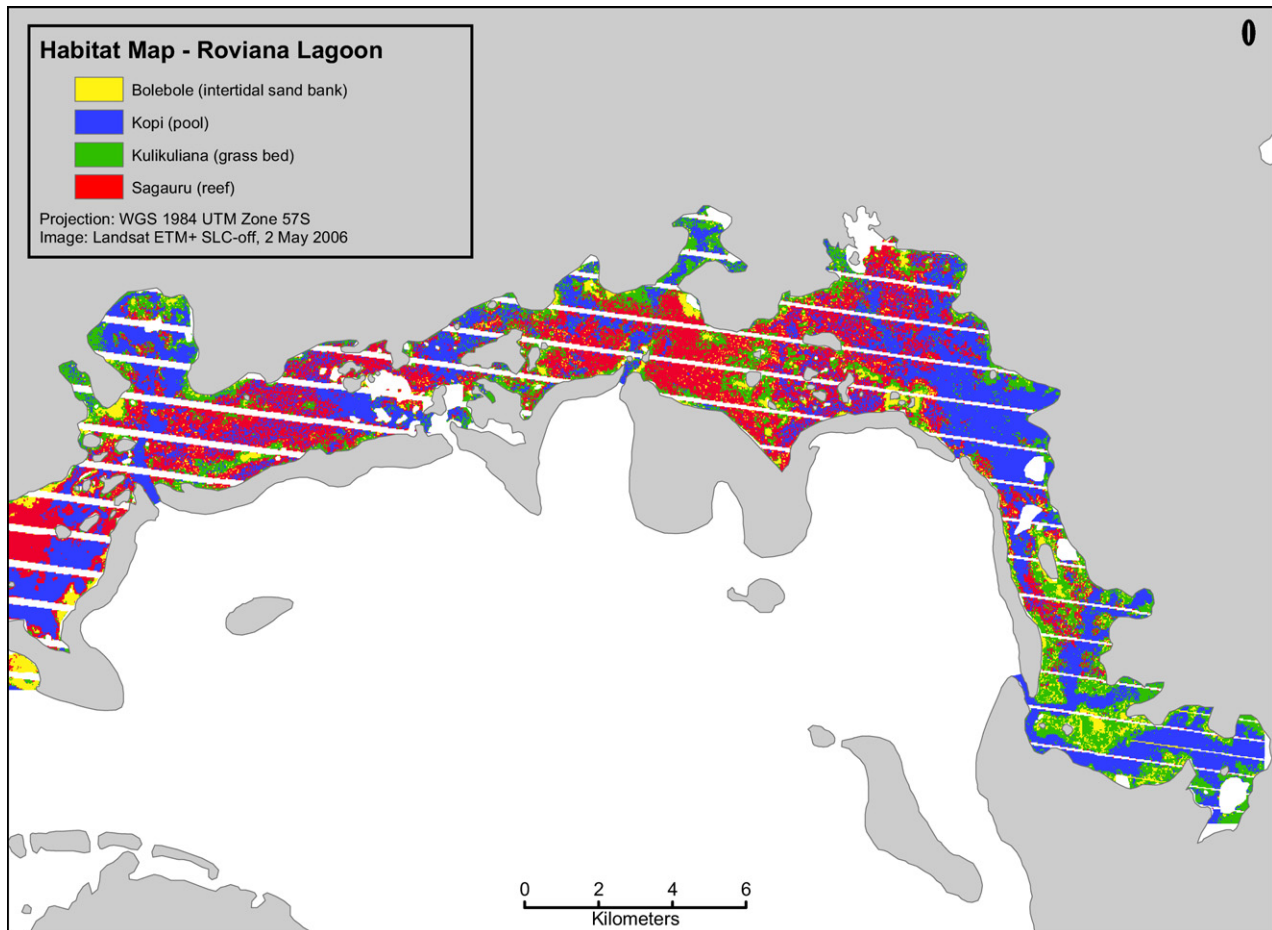 Habitat Map - Roviana Lagoon
Bolebole (intertidal sand bank)
Kopi (pool)
Kulikuliana (grass bed)
Sagauru (reef)
Projection: WGS 1984 UTM Zone 57S
Image: Landsat ETM+ SLC-off, 2 May 2006
0 2 4 6
Kilometers